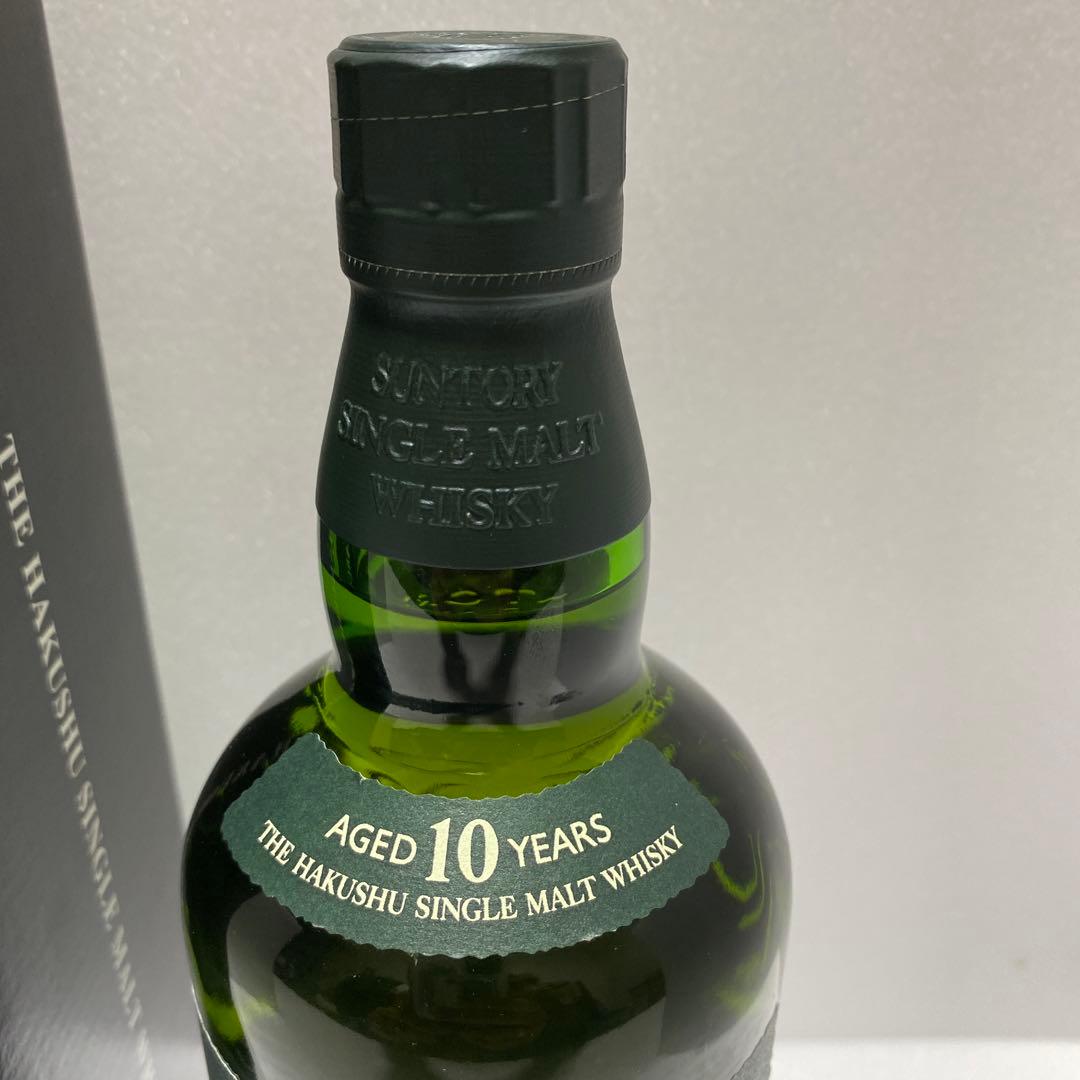 SUNTORY
SINGLE MALT
WHISKY
AGED 10 YEARS
THE HAKUSHU SINGLE MALT WHISKY
THE HAKUSHU SINGLE MALT